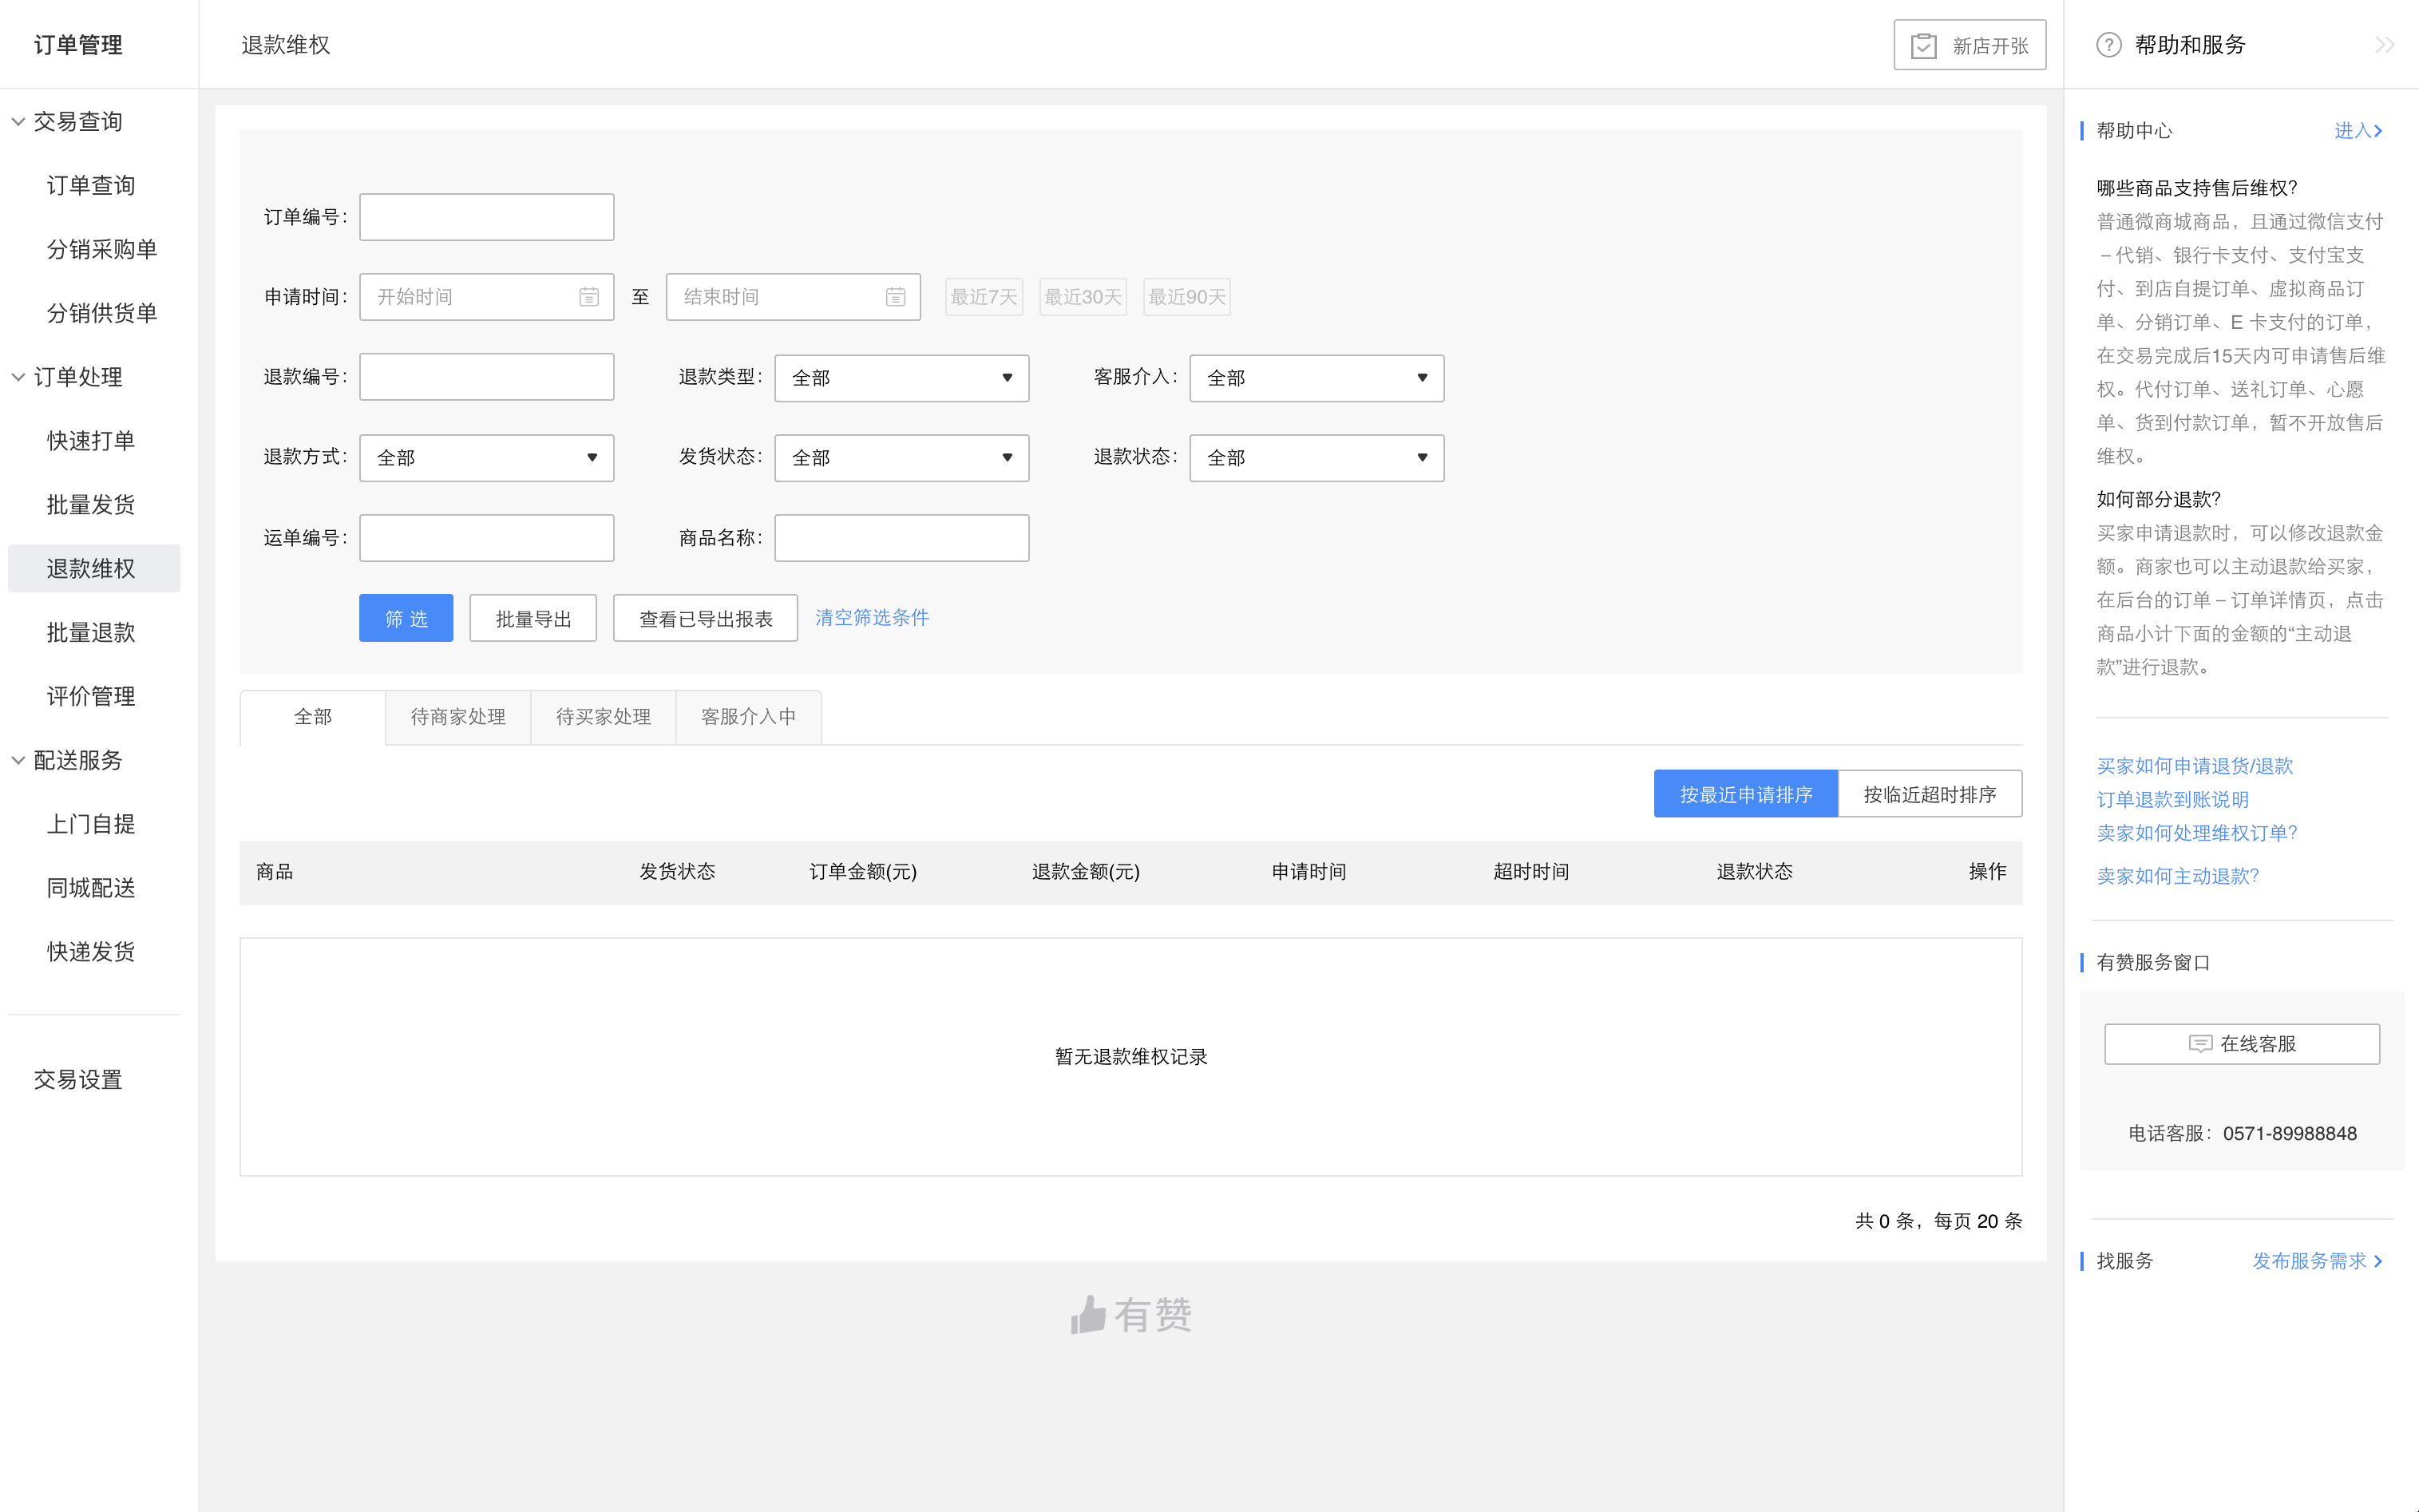 订单管理
退款维权
新店开张
帮助和服务
交易查询
订单查询
分销采购单
分销供货单
订单处理
快速打单
批量发货
退款维权
批量退款
评价管理
配送服务
上门自提
同城配送
快递发货
交易设置
订单编号：
申请时间： 开始时间 至 结束时间 最近7天 最近30天 最近90天
退款编号： 退款类型： 全部 客服介入： 全部
退款方式： 全部 发货状态： 全部 退款状态： 全部
运单编号： 商品名称：
筛 选 批量导出 查看已导出报表 清空筛选条件
全部 待商家处理 待买家处理 客服介入中
按最近申请排序 按临近超时排序
商品 发货状态 订单金额(元) 退款金额(元) 申请时间 超时时间 退款状态 操作
暂无退款维权记录
共 0 条，每页 20 条
有赞
帮助中心 进入
哪些商品支持售后维权？
普通微商城商品，且通过微信支付
– 代销、银行卡支付、支付宝支
付、到店自提订单、虚拟商品订
单、分销订单、E 卡支付的订单，
在交易完成后15天内可申请售后维
权。代付订单、送礼订单、心愿
单、货到付款订单，暂不开放售后
维权。
如何部分退款？
买家申请退款时，可以修改退款金
额。商家也可以主动退款给买家，
在后台的订单 – 订单详情页，点击
商品小计下面的金额的“主动退
款”进行退款。
买家如何申请退货/退款
订单退款到账说明
卖家如何处理维权订单？
卖家如何主动退款？
有赞服务窗口
在线客服
电话客服：0571-89988848
找服务 发布服务需求